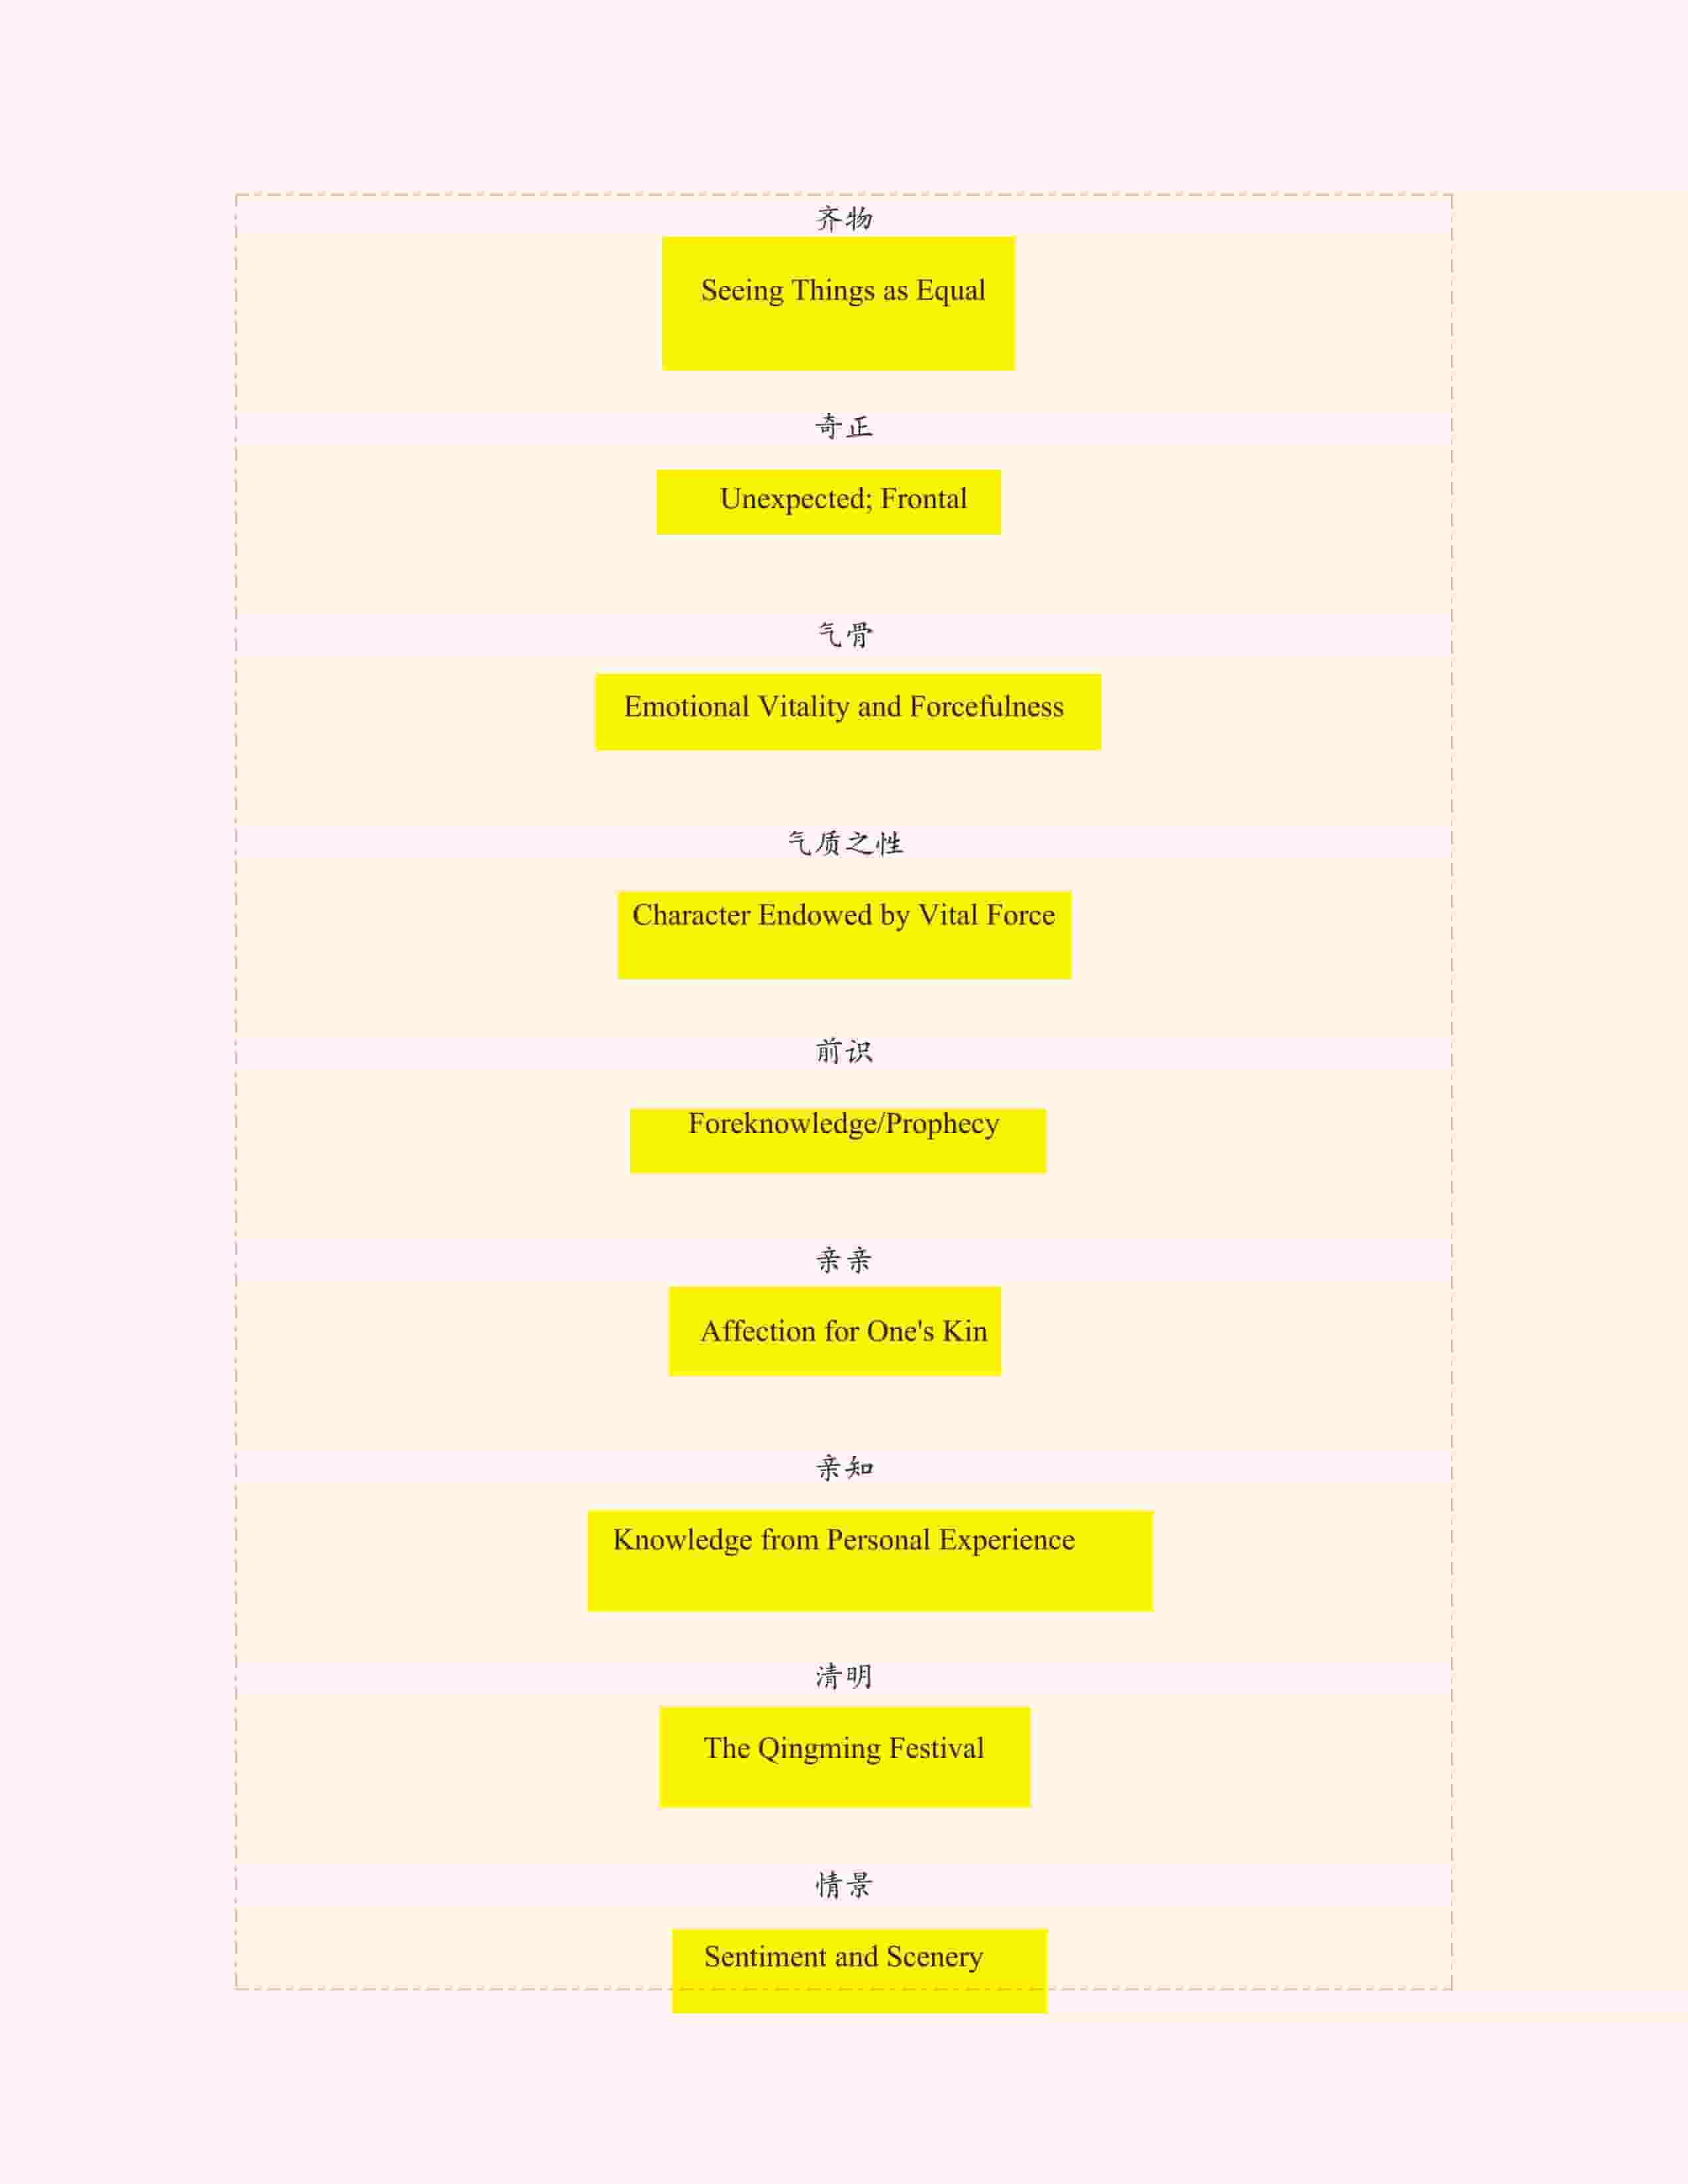 齐物
Seeing Things as Equal
奇正
Unexpected; Frontal
气骨
Emotional Vitality and Forcefulness
气质之性
Character Endowed by Vital Force
前识
Foreknowledge/Prophecy
亲亲
Affection for One's Kin
亲知
Knowledge from Personal Experience
清明
The Qingming Festival
情景
Sentiment and Scenery